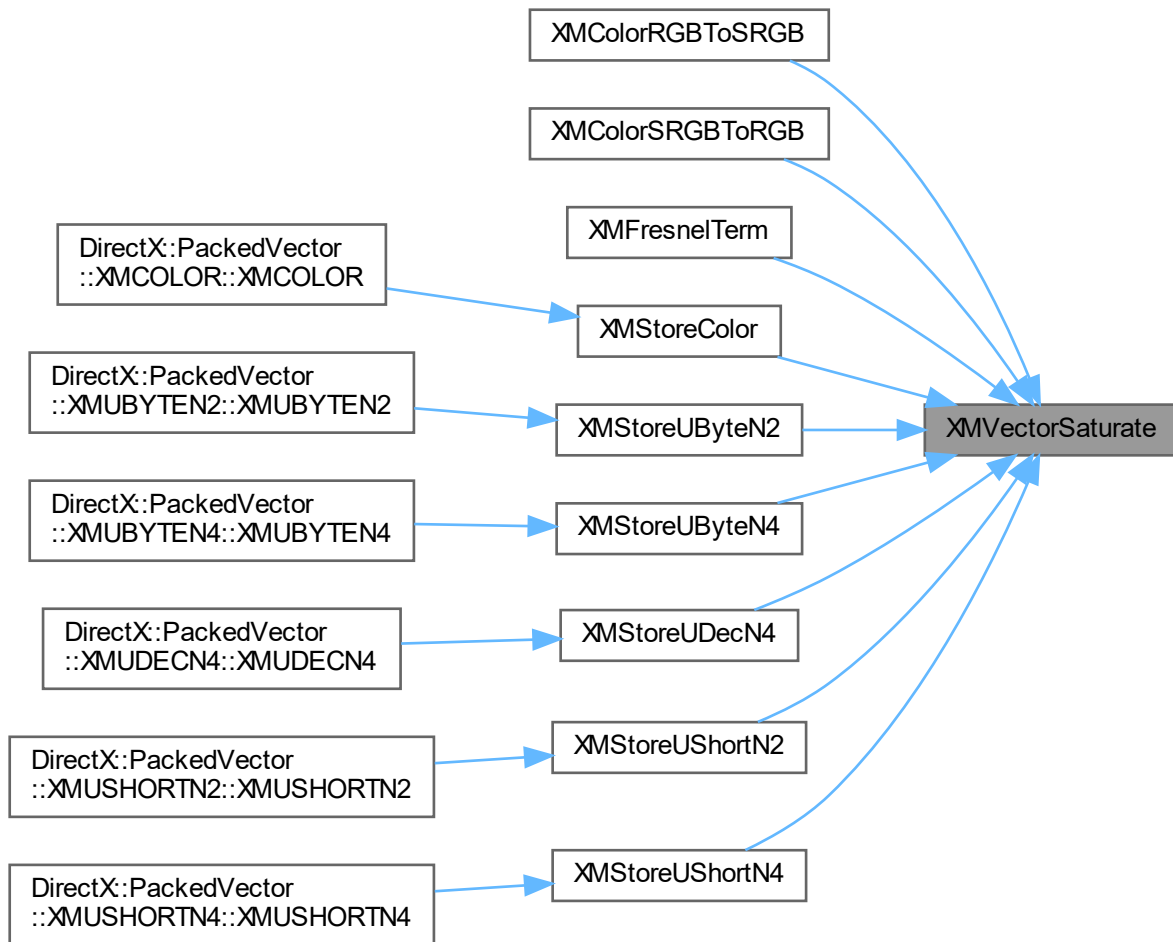 XMColorRGBToSRGB
XMColorSRGBToRGB
XMFresnelTerm
DirectX::PackedVector
::XMCOLOR::XMCOLOR
XMStoreColor
DirectX::PackedVector
::XMUBYTEN2::XMUBYTEN2
XMStoreUByteN2
XMVectorSaturate
DirectX::PackedVector
::XMUBYTEN4::XMUBYTEN4
XMStoreUByteN4
DirectX::PackedVector
::XMUDECN4::XMUDECN4
XMStoreUDecN4
DirectX::PackedVector
::XMUSHORTN2::XMUSHORTN2
XMStoreUShortN2
DirectX::PackedVector
::XMUSHORTN4::XMUSHORTN4
XMStoreUShortN4